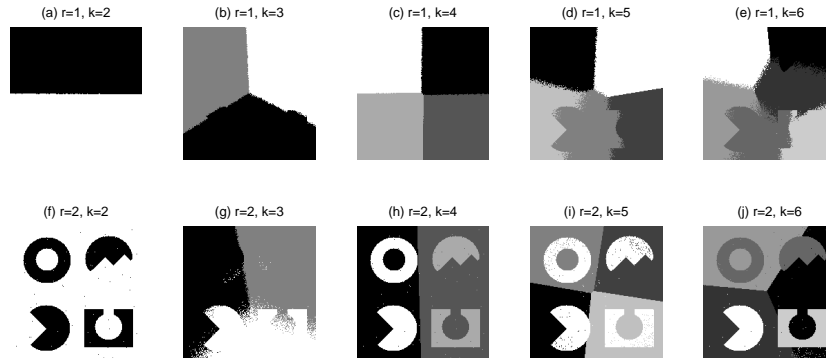 (a) r=1, k=2
(b) r=1, k=3
(c) r=1, k=4
(d) r=1, k=5
(e) r=1, k=6
(f) r=2, k=2
(g) r=2, k=3
(h) r=2, k=4
(i) r=2, k=5
(j) r=2, k=6